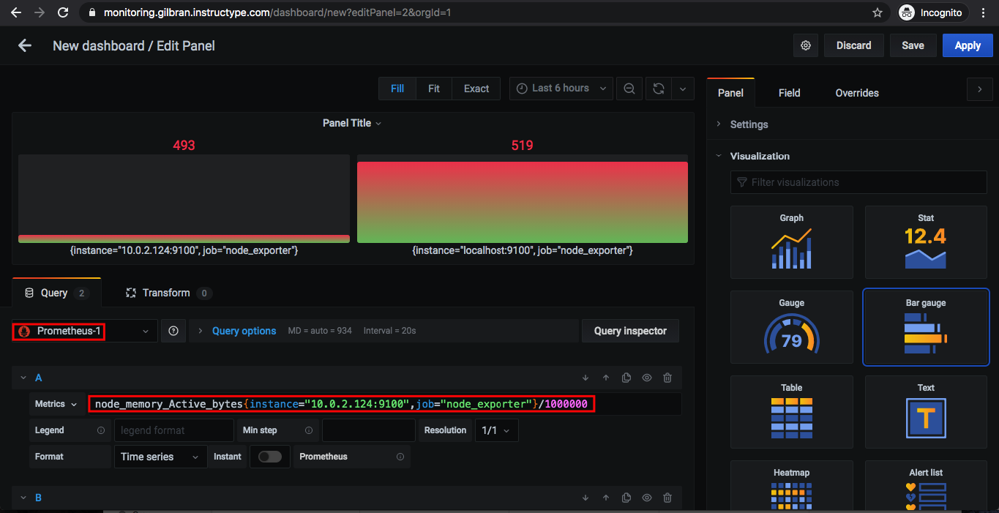 monitoring.gilbran.instructype.com/dashboard/new?editPanel=2&orgId=1
Incognito
New dashboard / Edit Panel
Discard
Save
Apply
Fill
Fit
Exact
Last 6 hours
Panel
Field
Overrides
Panel Title
Settings
493
519
Visualization
Filter visualizations
Graph
Stat
12.4
{instance="10.0.2.124:9100", job="node_exporter"}
{instance="localhost:9100", job="node_exporter"}
Query 2
Transform 0
Gauge
79
Bar gauge
Prometheus-1
Query options
MD = auto = 934
Interval = 20s
Query inspector
A
Table
Text
T
Metrics
node_memory_Active_bytes{instance="10.0.2.124:9100",job="node_exporter"}/1000000
Legend
legend format
Min step
Resolution
1/1
Format
Time series
Instant
Prometheus
Heatmap
Alert list
B